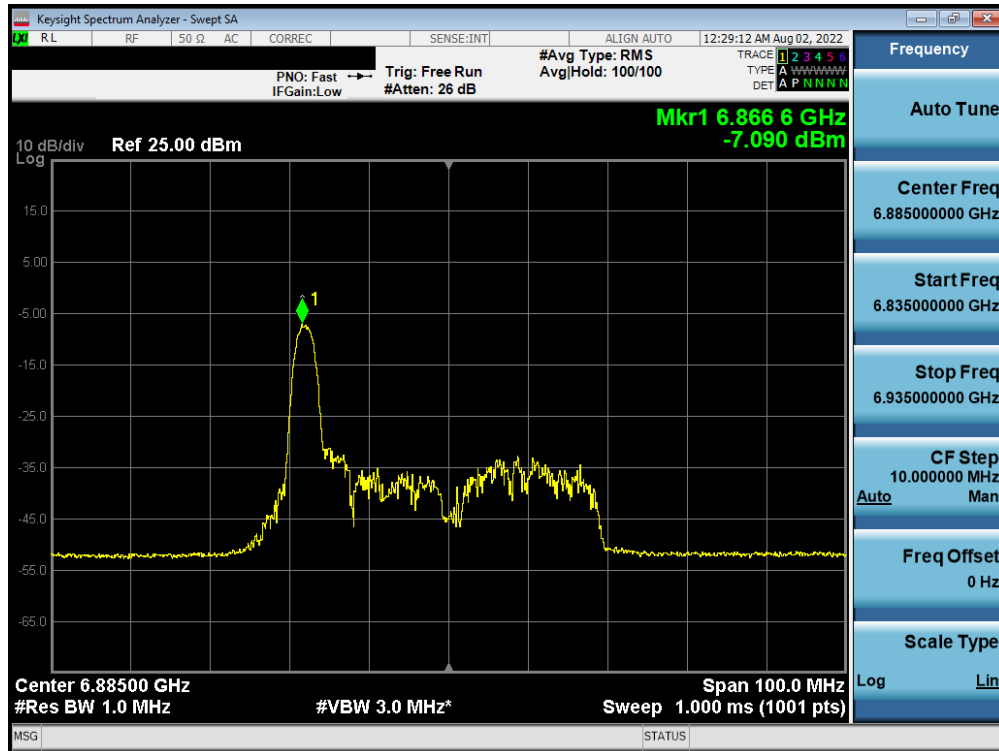 Keysight Spectrum Analyzer - Swept SA
LXI RL RF 50 Ω AC CORREC SENSE:INT ALIGN AUTO 12:29:12 AM Aug 02, 2022
PNO: Fast
IFGain:Low
Trig: Free Run
#Atten: 26 dB
#Avg Type: RMS
Avg|Hold: 100/100
TRACE 1 2 3 4 5 6
TYPE A WWWWW
DET A P N N N N
Mkr1 6.866 6 GHz
-7.090 dBm
10 dB/div Ref 25.00 dBm
Log
15.0
5.00
-5.00
-15.0
-25.0
-35.0
-45.0
-55.0
-65.0
1
Center 6.88500 GHz Span 100.0 MHz
#Res BW 1.0 MHz #VBW 3.0 MHz* Sweep 1.000 ms (1001 pts)
MSG STATUS
Frequency
Auto Tune
Center Freq
6.885000000 GHz
Start Freq
6.835000000 GHz
Stop Freq
6.935000000 GHz
CF Step
10.000000 MHz
Auto Man
Freq Offset
0 Hz
Scale Type
Log Lin